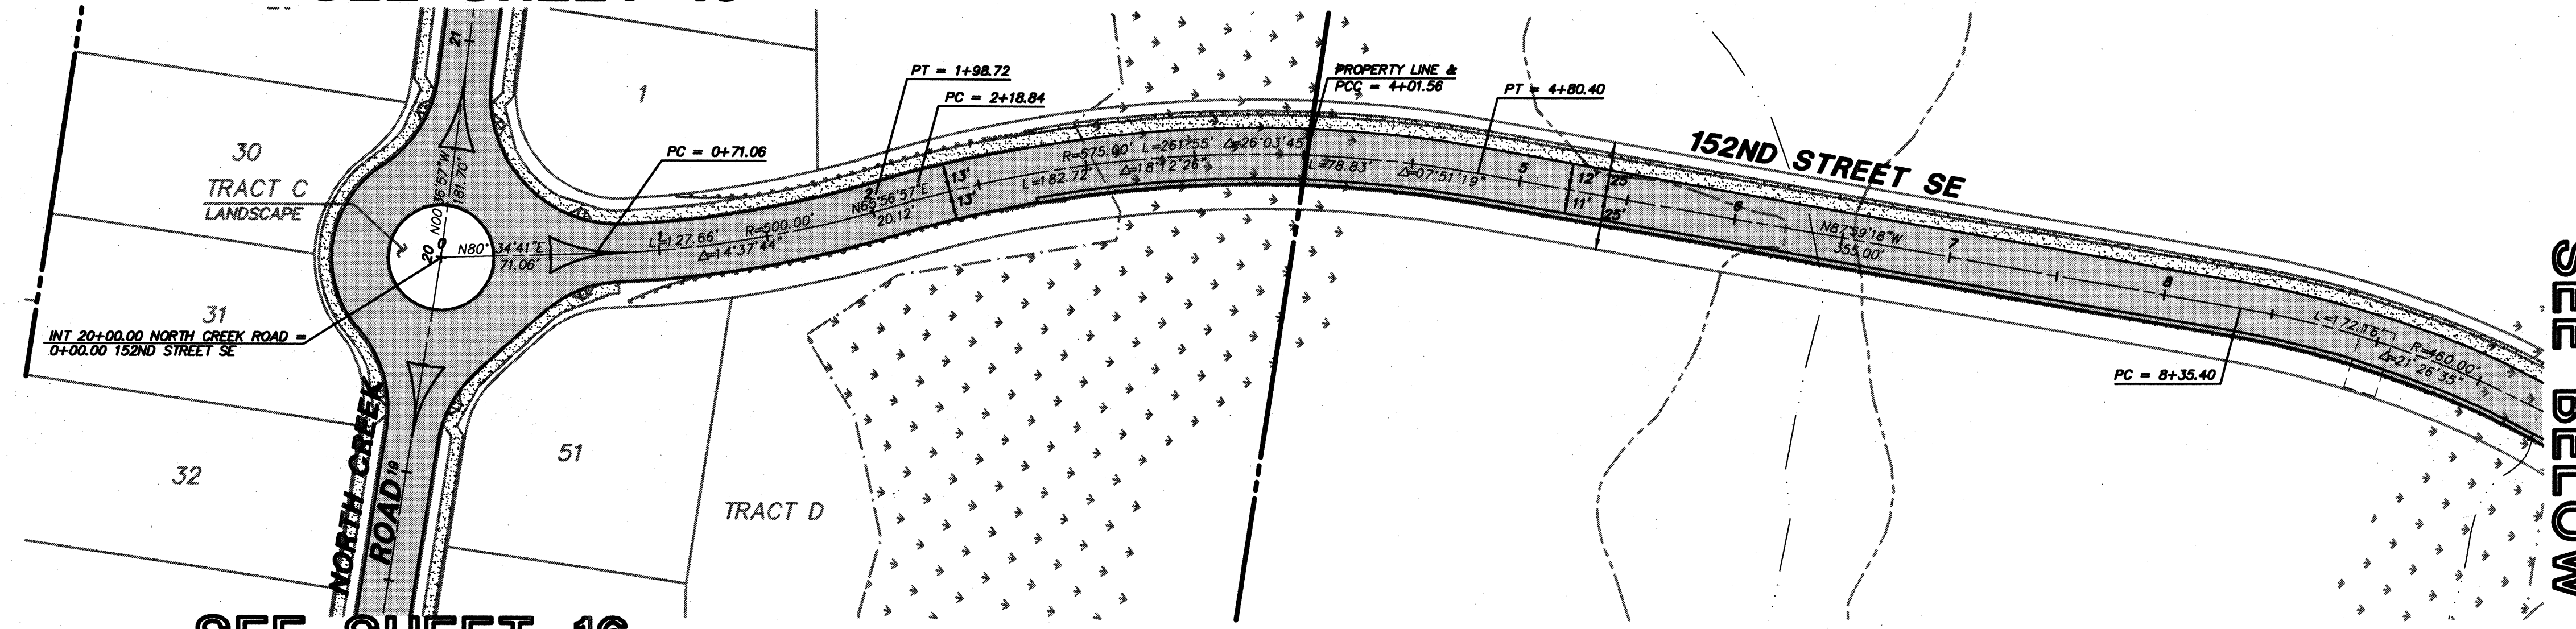 21
1
30
TRACT C
LANDSCAPE
31
32
51
TRACT D
INT 20+00.00 NORTH CREEK ROAD =
0+00.00 152ND STREET SE
N00°36'57"W
181.70'
20
0
N80°34'41"E
71.06'
NORTH CREEK
ROAD
19
PC = 0+71.06
1
L=127.66'
R=500.00'
Δ=14°37'44"
PT = 1+98.72
PC = 2+18.84
2
N65°56'57"E
20.12'
13'
13'
R=575.00'
L=261.55'
Δ=26°03'45"
L=182.72'
Δ=18°12'26"
PROPERTY LINE &
PCC = 4+01.56
L=78.83'
Δ=07°51'19"
PT = 4+80.40
5
12'
11'
25'
25'
152ND STREET SE
6
N87°59'18"W
355.00'
7
8
PC = 8+35.40
L=172.16'
R=460.00'
Δ=21°26'35"
SEE BELOW